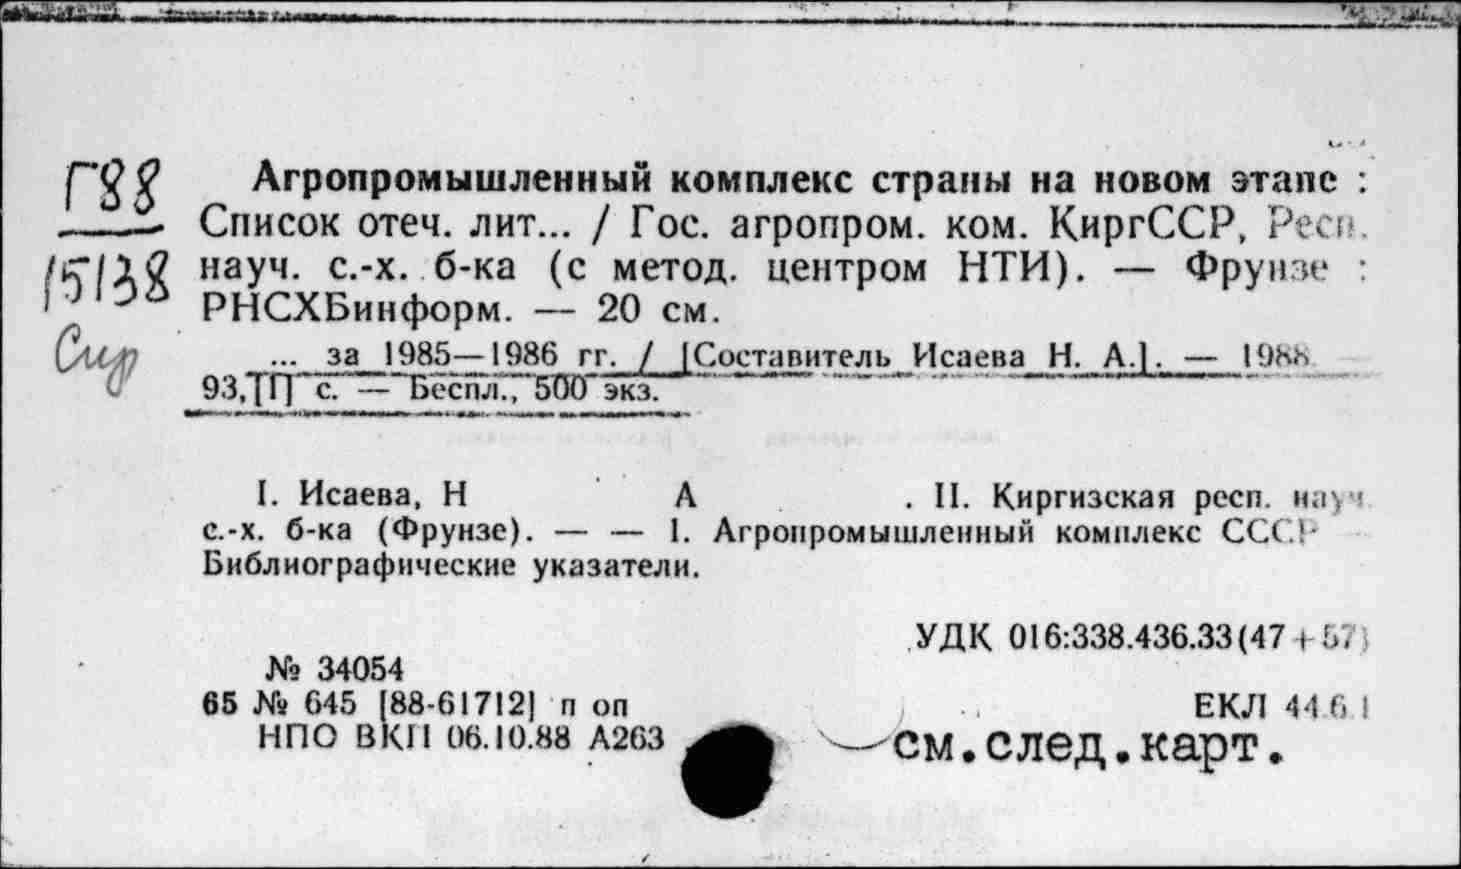 Г88
15138
Сир
Агропромышленный комплекс страны на новом этапе :
Список отеч. лит... / Гос. агропром. ком. КиргССР, Респ.
науч. с.-х. б-ка (с метод. центром НТИ). — Фрунзе :
РНСХБинформ. — 20 см.
... за 1985—1986 гг. / [Составитель Исаева Н. А.]. — 1988
93,[1] с. — Беспл., 500 экз.
I. Исаева, Н А . II. Киргизская респ. науч
с.-х. б-ка (Фрунзе). — — 1. Агропромышленный комплекс СССР
Библиографические указатели.
УДК 016:338.436.33(47+57)
№ 34054
65 № 645 [88-61712] п оп
ЕКЛ 44.6 1
НПО ВКП 06.10.88 А263
см.след.карт.